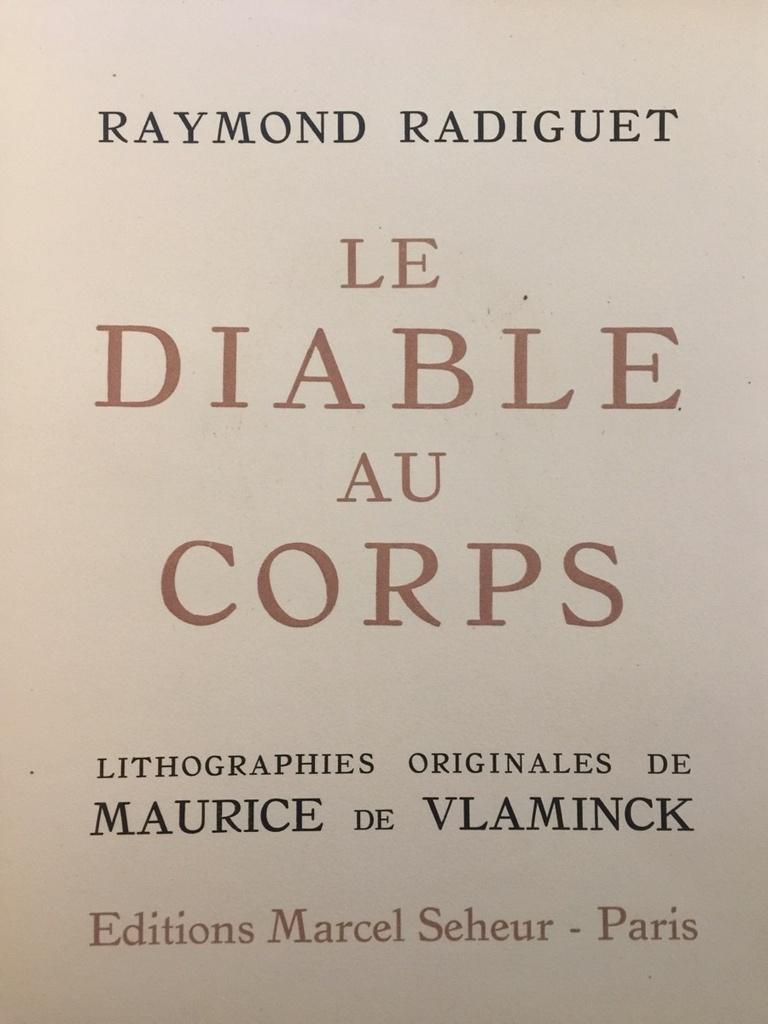 RAYMOND RADIGUET
LE
DIABLE
AU
CORPS
LITHOGRAPHIES ORIGINALES DE
MAURICE DE VLAMINCK
Editions Marcel Seheur - Paris